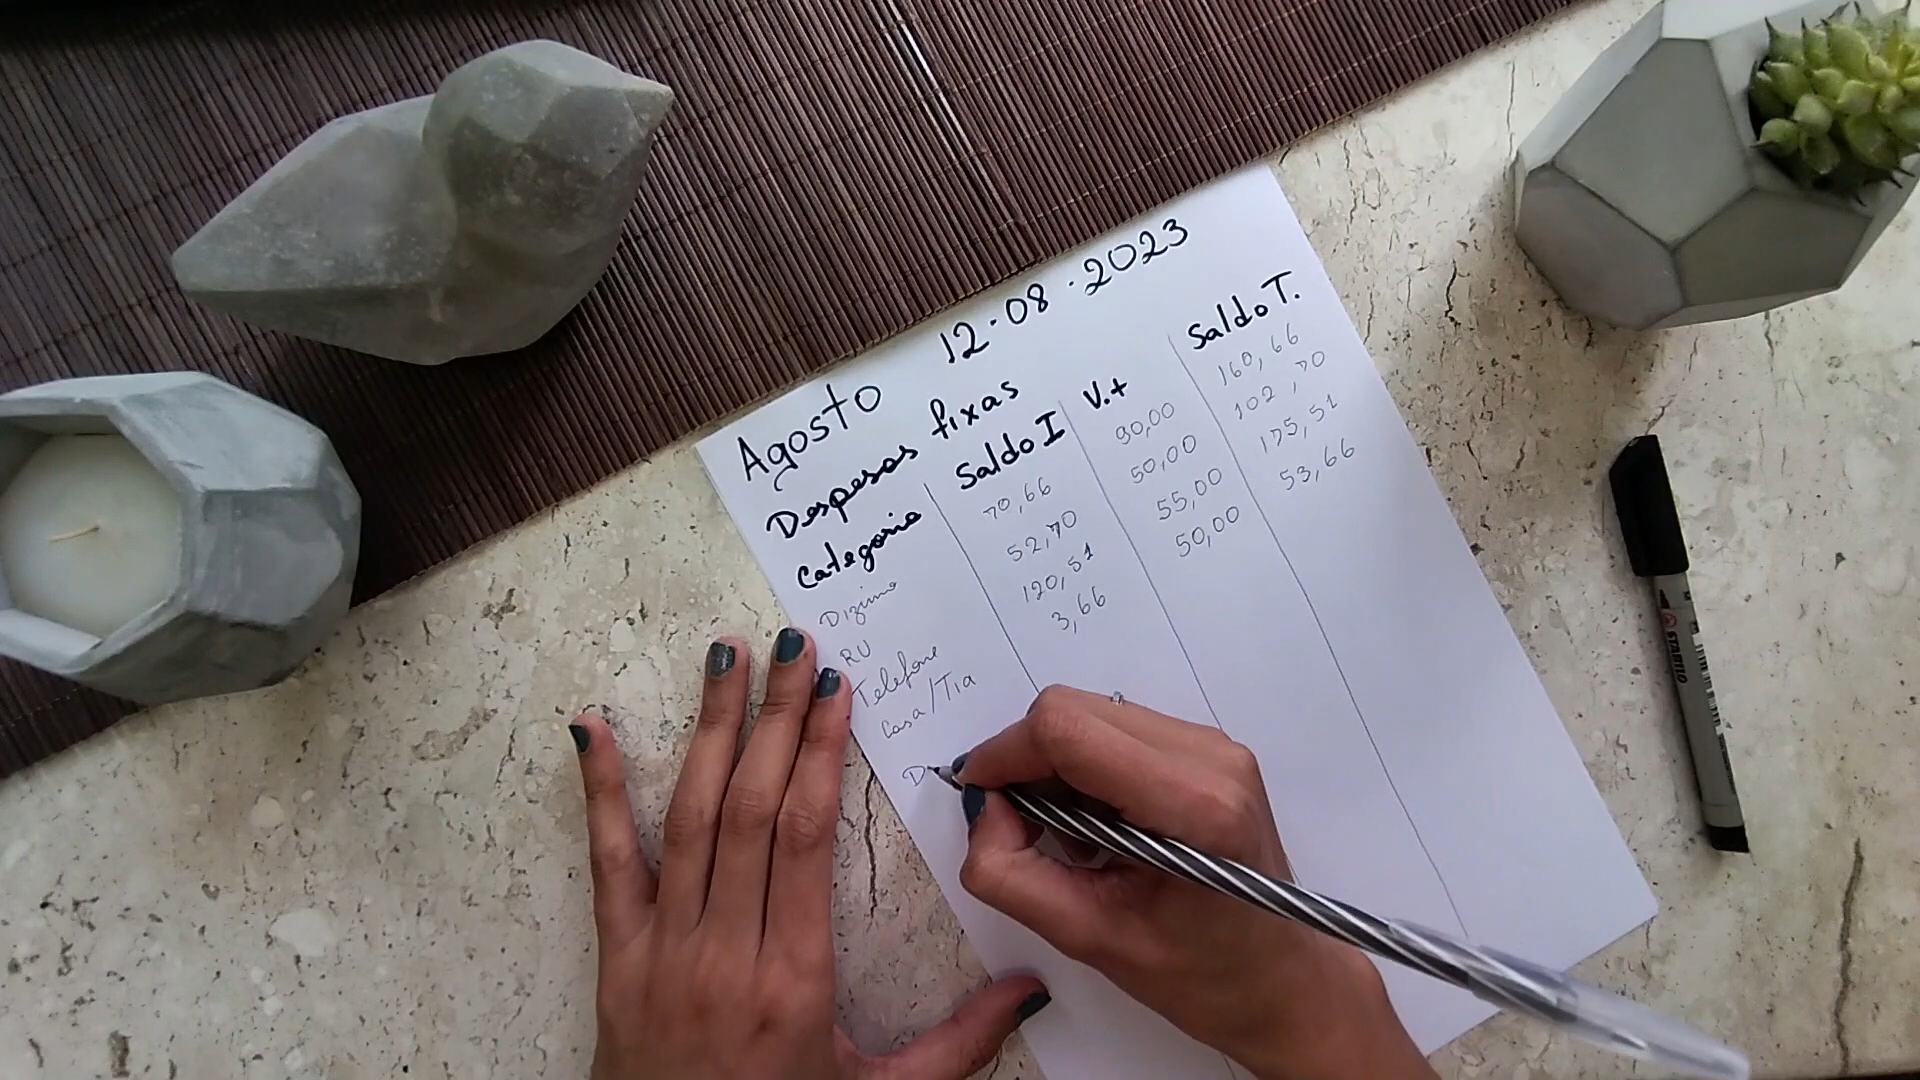 Agosto 12.08.2023
Despesas fixas
Categoria Saldo I V.+ Saldo T.
Dizimo 70,66 90,00 160,66
RU 52,70 50,00 102,70
Telefone 120,51 55,00 175,51
Casa/Tia 3,66 50,00 53,66
D
STABILO